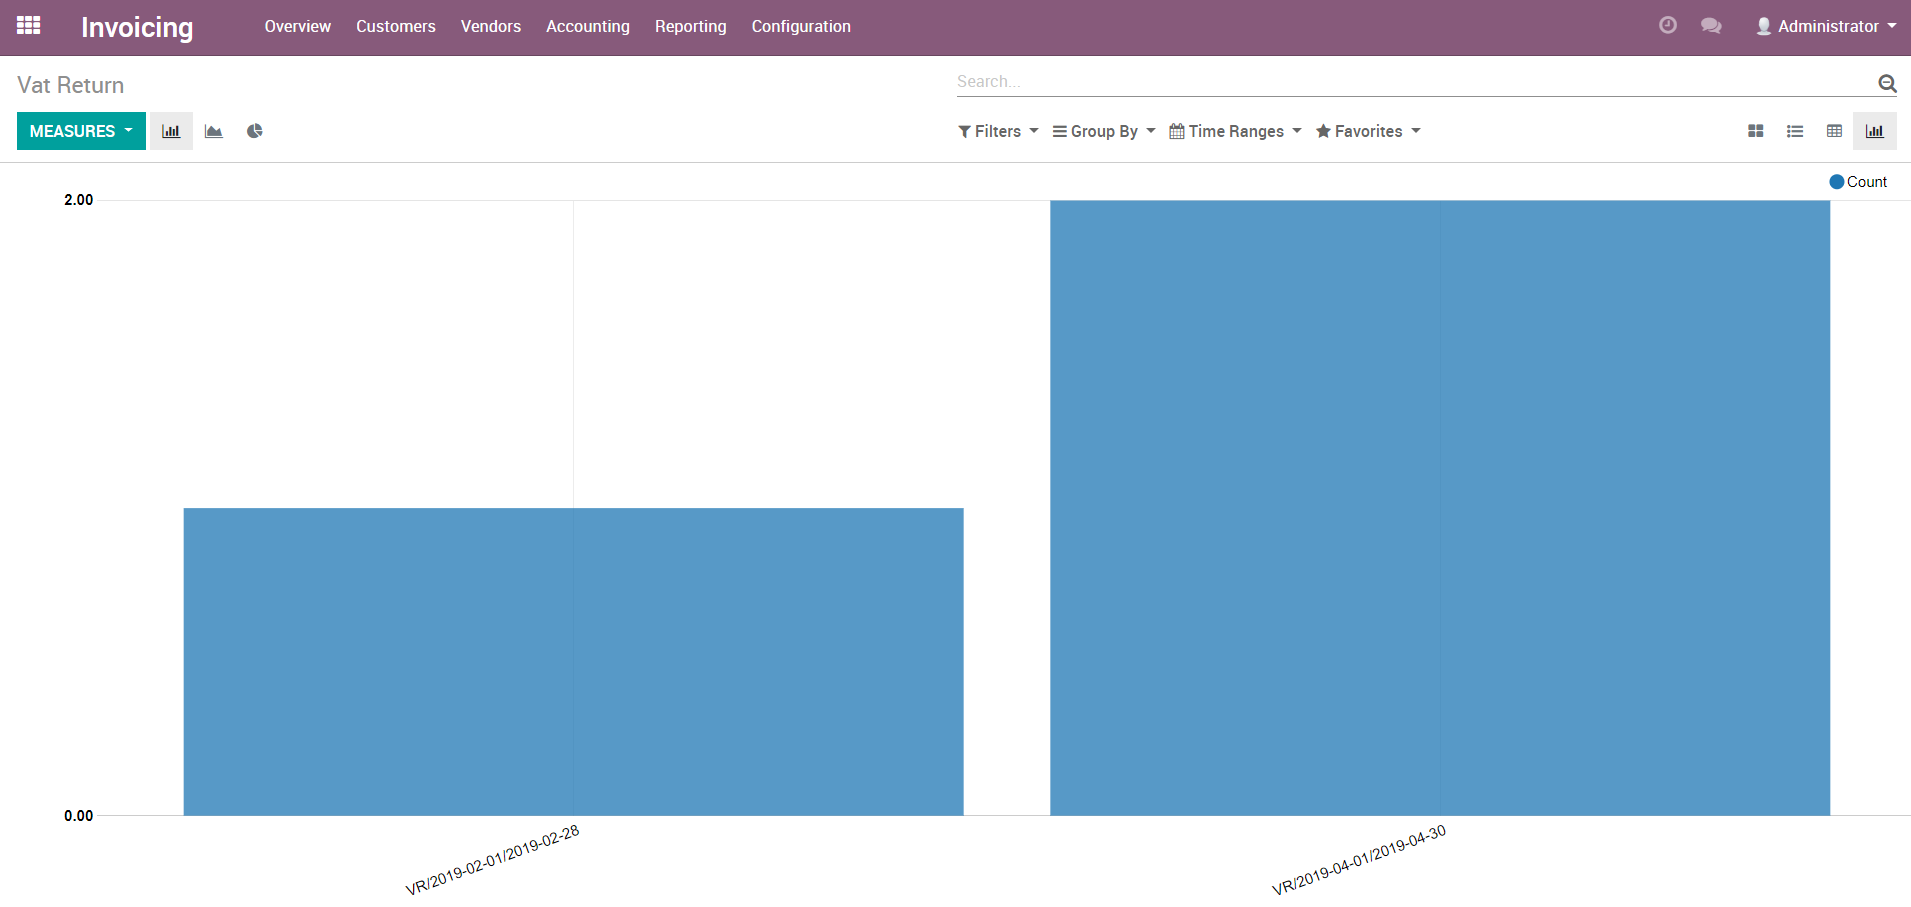 Invoicing Overview Customers Vendors Accounting Reporting Configuration Administrator
Vat Return Search...
MEASURES Filters Group By Time Ranges Favorites
Count
2.00
0.00
VR/2019-02-01/2019-02-28 VR/2019-04-01/2019-04-30